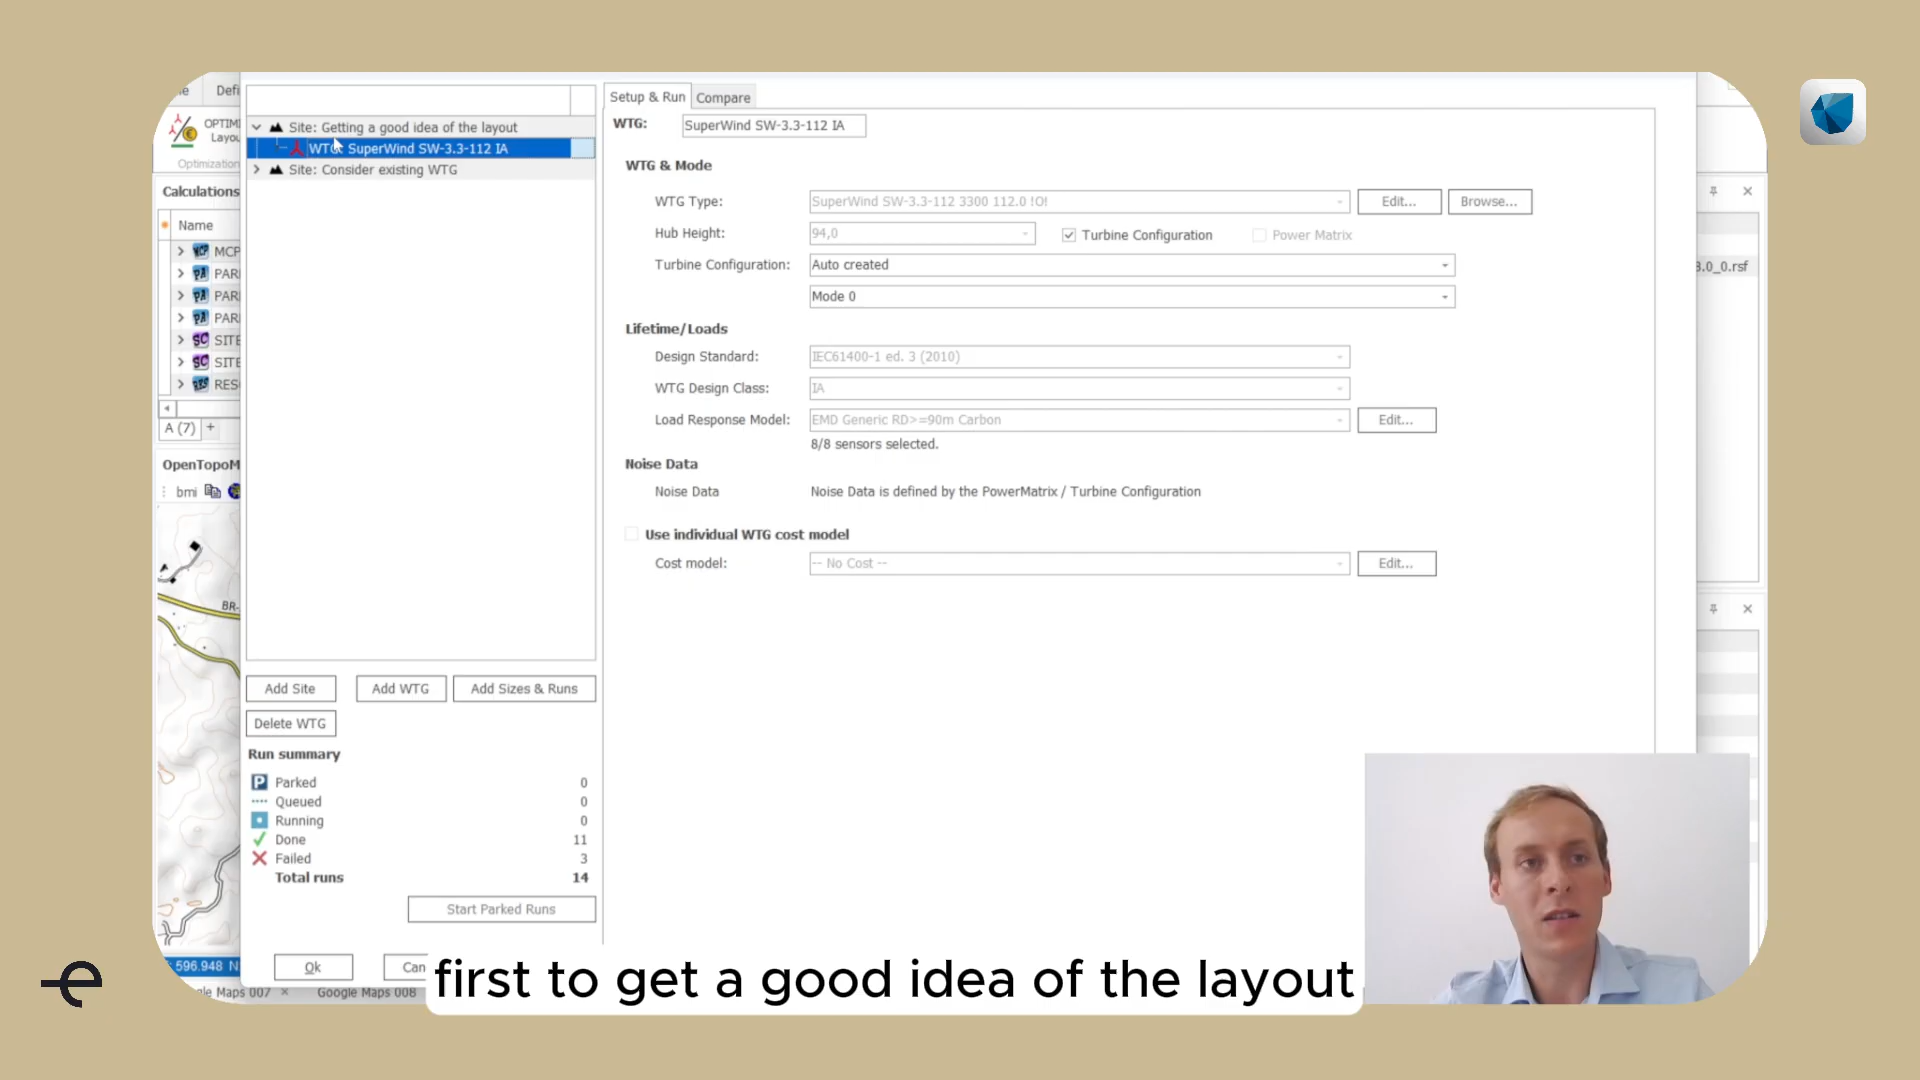 Defi
OPTIMI
Layou
Optimization
Calculations
Name
MCP
PARI
PARI
PARI
SITE
SITE
RES
A (7) +
OpenTopoM
bmi
BR-
596.948 N
Google Maps 008
Site: Getting a good idea of the layout
WTG: SuperWind SW-3.3-112 IA
Site: Consider existing WTG
Add Site
Add WTG
Add Sizes & Runs
Delete WTG
Run summary
Parked 0
Queued 0
Running 0
Done 11
Failed 3
Total runs 14
Start Parked Runs
Ok
Can
Setup & Run
Compare
WTG: SuperWind SW-3.3-112 IA
WTG & Mode
WTG Type: SuperWind SW-3.3-112 3300 112.0 !O! Edit... Browse...
Hub Height: 94,0 Turbine Configuration Power Matrix
Turbine Configuration: Auto created
Mode 0
Lifetime/Loads
Design Standard: IEC61400-1 ed. 3 (2010)
WTG Design Class: IA
Load Response Model: EMD Generic RD>=90m Carbon Edit...
8/8 sensors selected.
Noise Data
Noise Data Noise Data is defined by the PowerMatrix / Turbine Configuration
Use individual WTG cost model
Cost model: -- No Cost -- Edit...
3.0_0.rsf
first to get a good idea of the layout